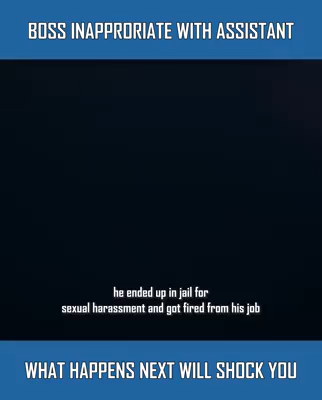 BOSS INAPPRORIATE WITH ASSISTANT
he ended up in jail for
sexual harassment and got fired from his job
WHAT HAPPENS NEXT WILL SHOCK YOU